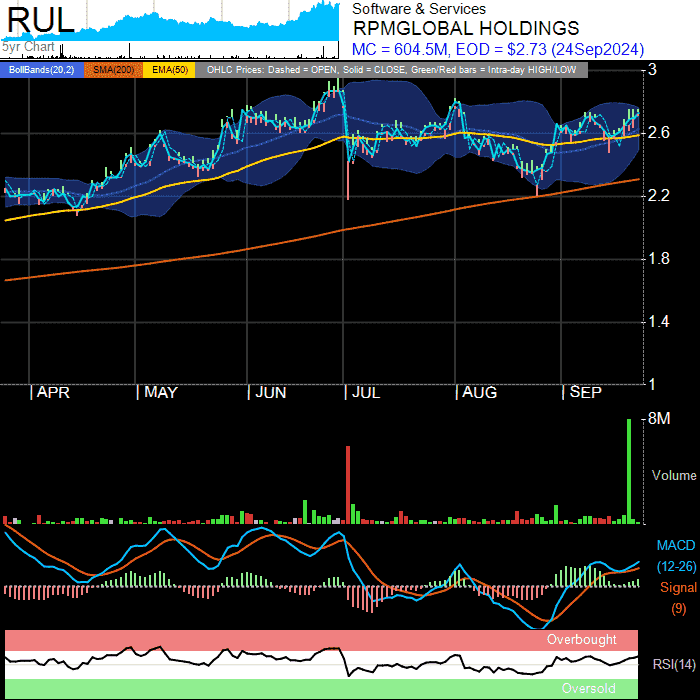 RUL
5yr Chart
Software & Services
RPMGLOBAL HOLDINGS
MC = 604.5M, EOD = $2.73 (24Sep2024)
BollBands(20,2) SMA(200) EMA(50) OHLC Prices: Dashed = OPEN, Solid = CLOSE, Green/Red bars = Intra-day HIGH/LOW
3
2.6
2.2
1.8
1.4
1
APR MAY JUN JUL AUG SEP
8M
Volume
MACD
(12-26)
Signal
(9)
Overbought
RSI(14)
Oversold